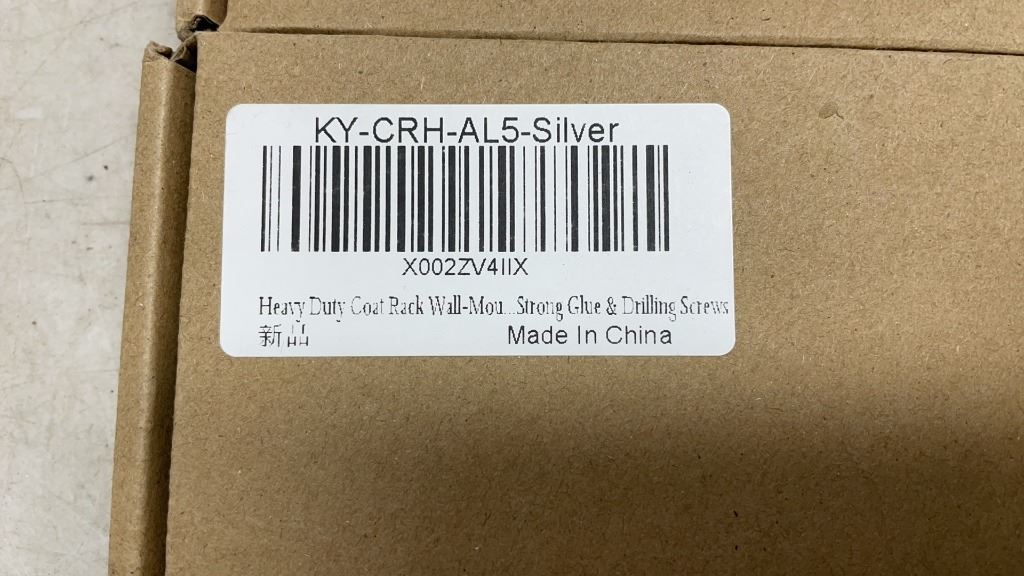 KY-CRH-AL5-Silver
X002ZV4IIX
Heavy Duty Coat Rack Wall-Mou...Strong Glue & Drilling Screws
新品 Made In China